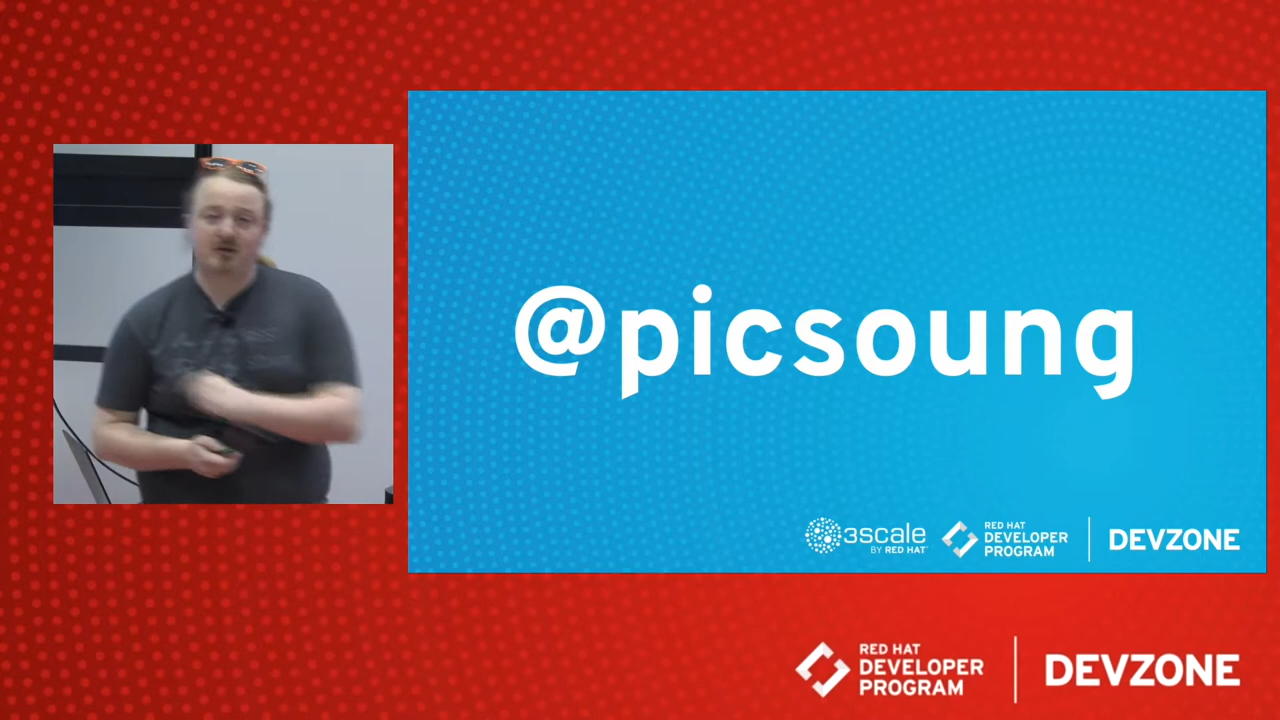 @picsoung
3scale
BY RED HAT
RED HAT
DEVELOPER
PROGRAM
DEVZONE
RED HAT
DEVELOPER
PROGRAM
DEVZONE